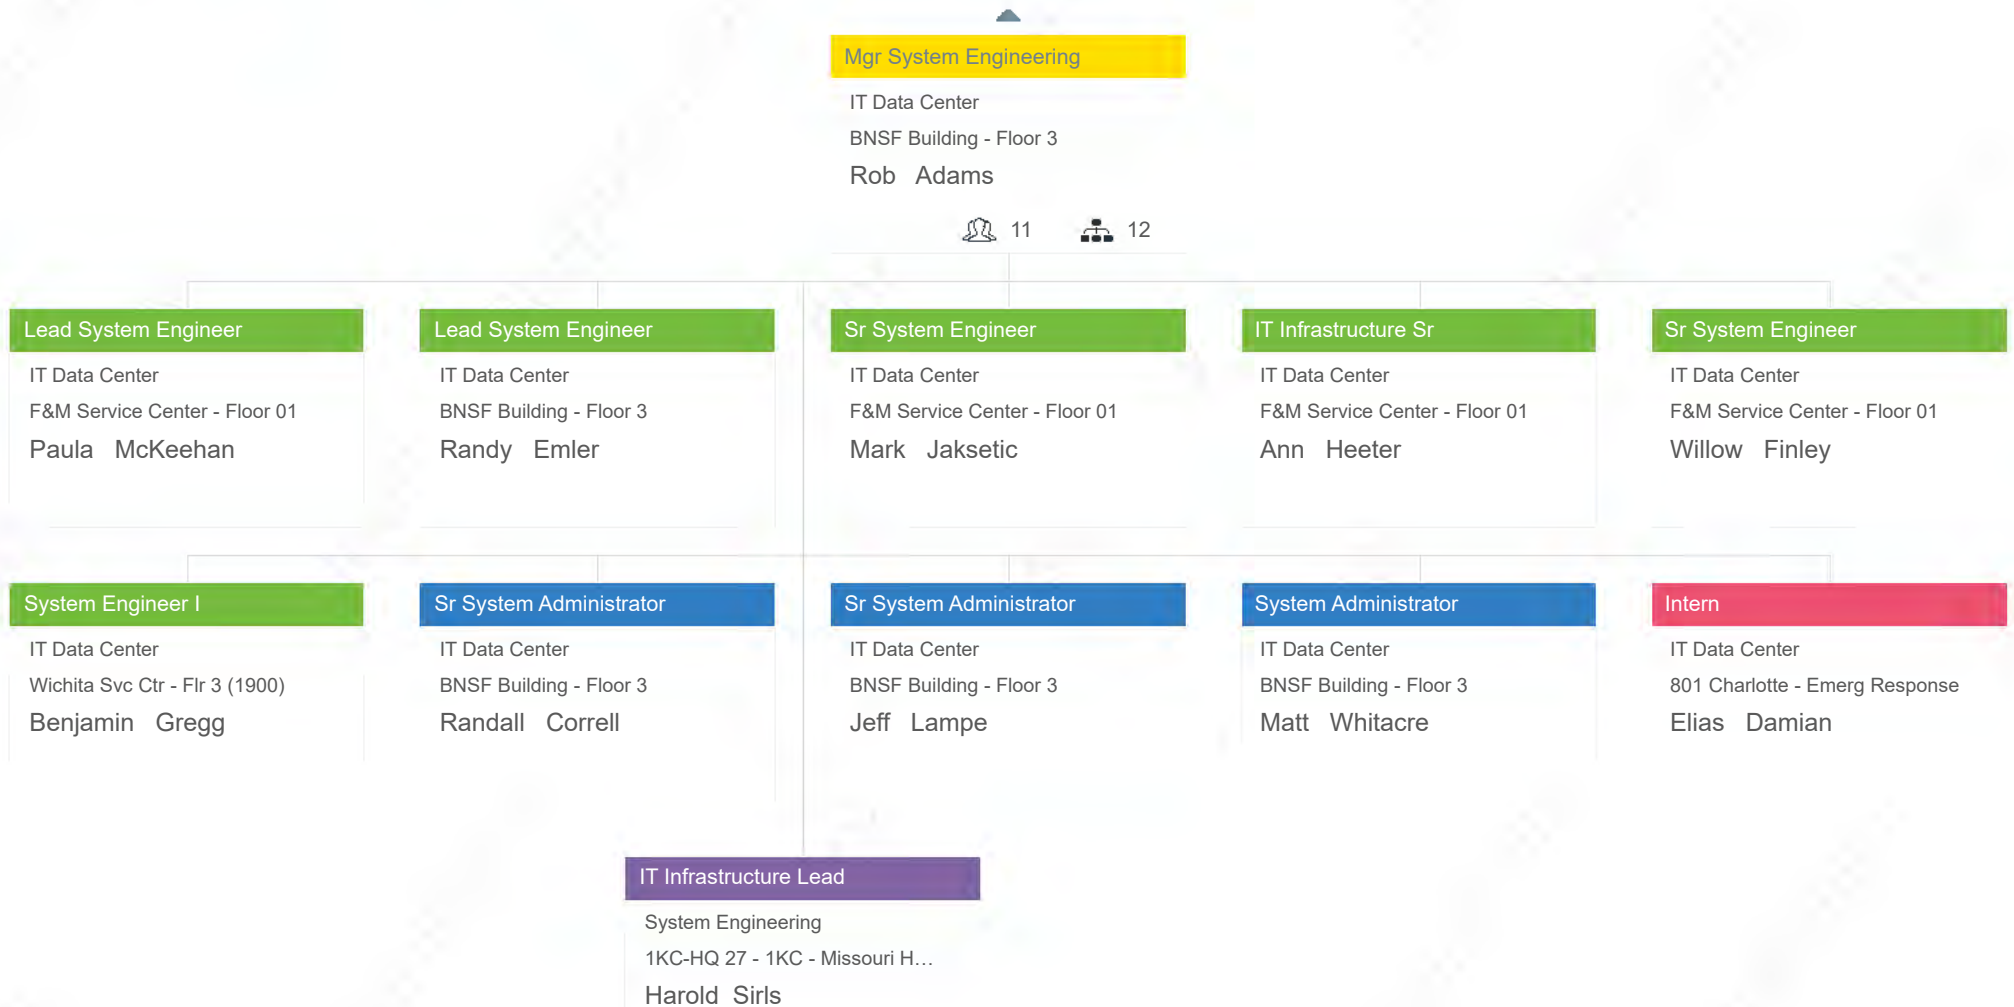 Mgr System Engineering
IT Data Center
BNSF Building - Floor 3
Rob Adams
11 12
Lead System Engineer
IT Data Center
F&M Service Center - Floor 01
Paula McKeehan
Lead System Engineer
IT Data Center
BNSF Building - Floor 3
Randy Emler
Sr System Engineer
IT Data Center
F&M Service Center - Floor 01
Mark Jaksetic
IT Infrastructure Sr
IT Data Center
F&M Service Center - Floor 01
Ann Heeter
Sr System Engineer
IT Data Center
F&M Service Center - Floor 01
Willow Finley
System Engineer I
IT Data Center
Wichita Svc Ctr - Flr 3 (1900)
Benjamin Gregg
Sr System Administrator
IT Data Center
BNSF Building - Floor 3
Randall Correll
Sr System Administrator
IT Data Center
BNSF Building - Floor 3
Jeff Lampe
System Administrator
IT Data Center
BNSF Building - Floor 3
Matt Whitacre
Intern
IT Data Center
801 Charlotte - Emerg Response
Elias Damian
IT Infrastructure Lead
System Engineering
1KC-HQ 27 - 1KC - Missouri H…
Harold Sirls